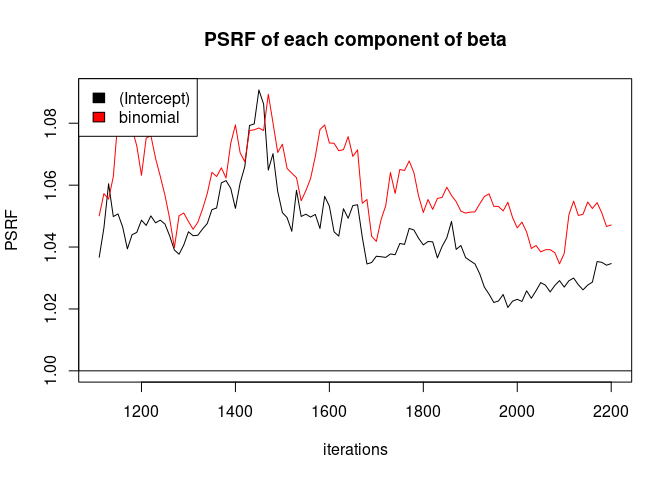 PSRF of each component of beta
(Intercept)
binomial
PSRF
1.08
1.06
1.04
1.02
1.00
1200 1400 1600 1800 2000 2200
iterations